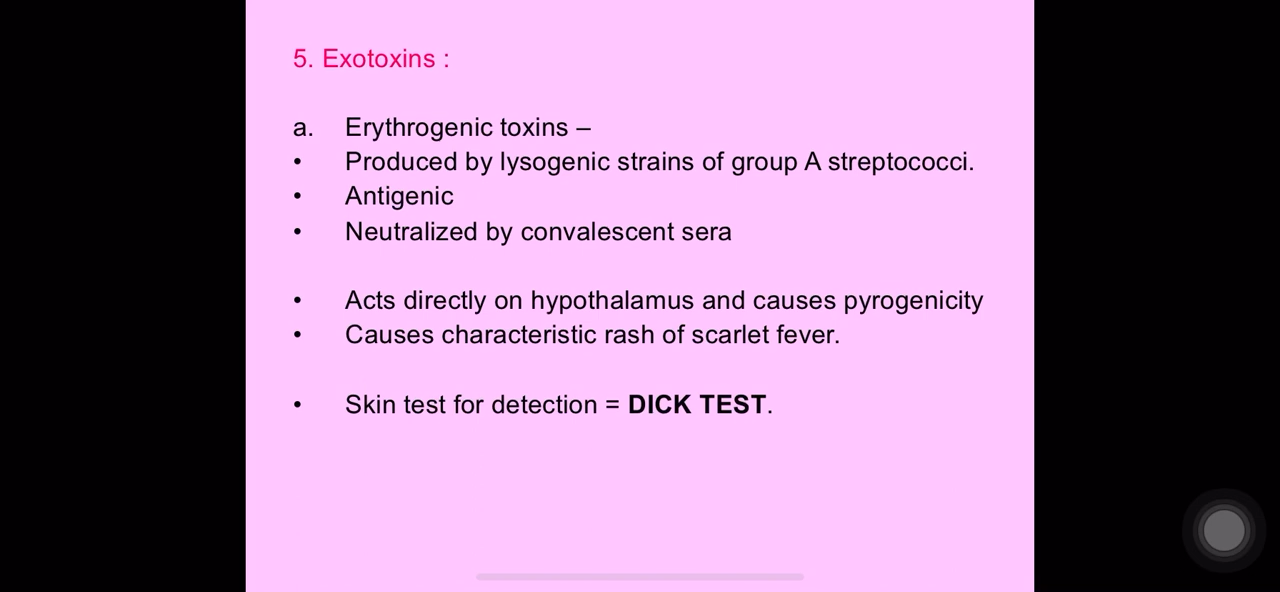 5. Exotoxins :
a. Erythrogenic toxins –
• Produced by lysogenic strains of group A streptococci.
• Antigenic
• Neutralized by convalescent sera
• Acts directly on hypothalamus and causes pyrogenicity
• Causes characteristic rash of scarlet fever.
• Skin test for detection = DICK TEST.